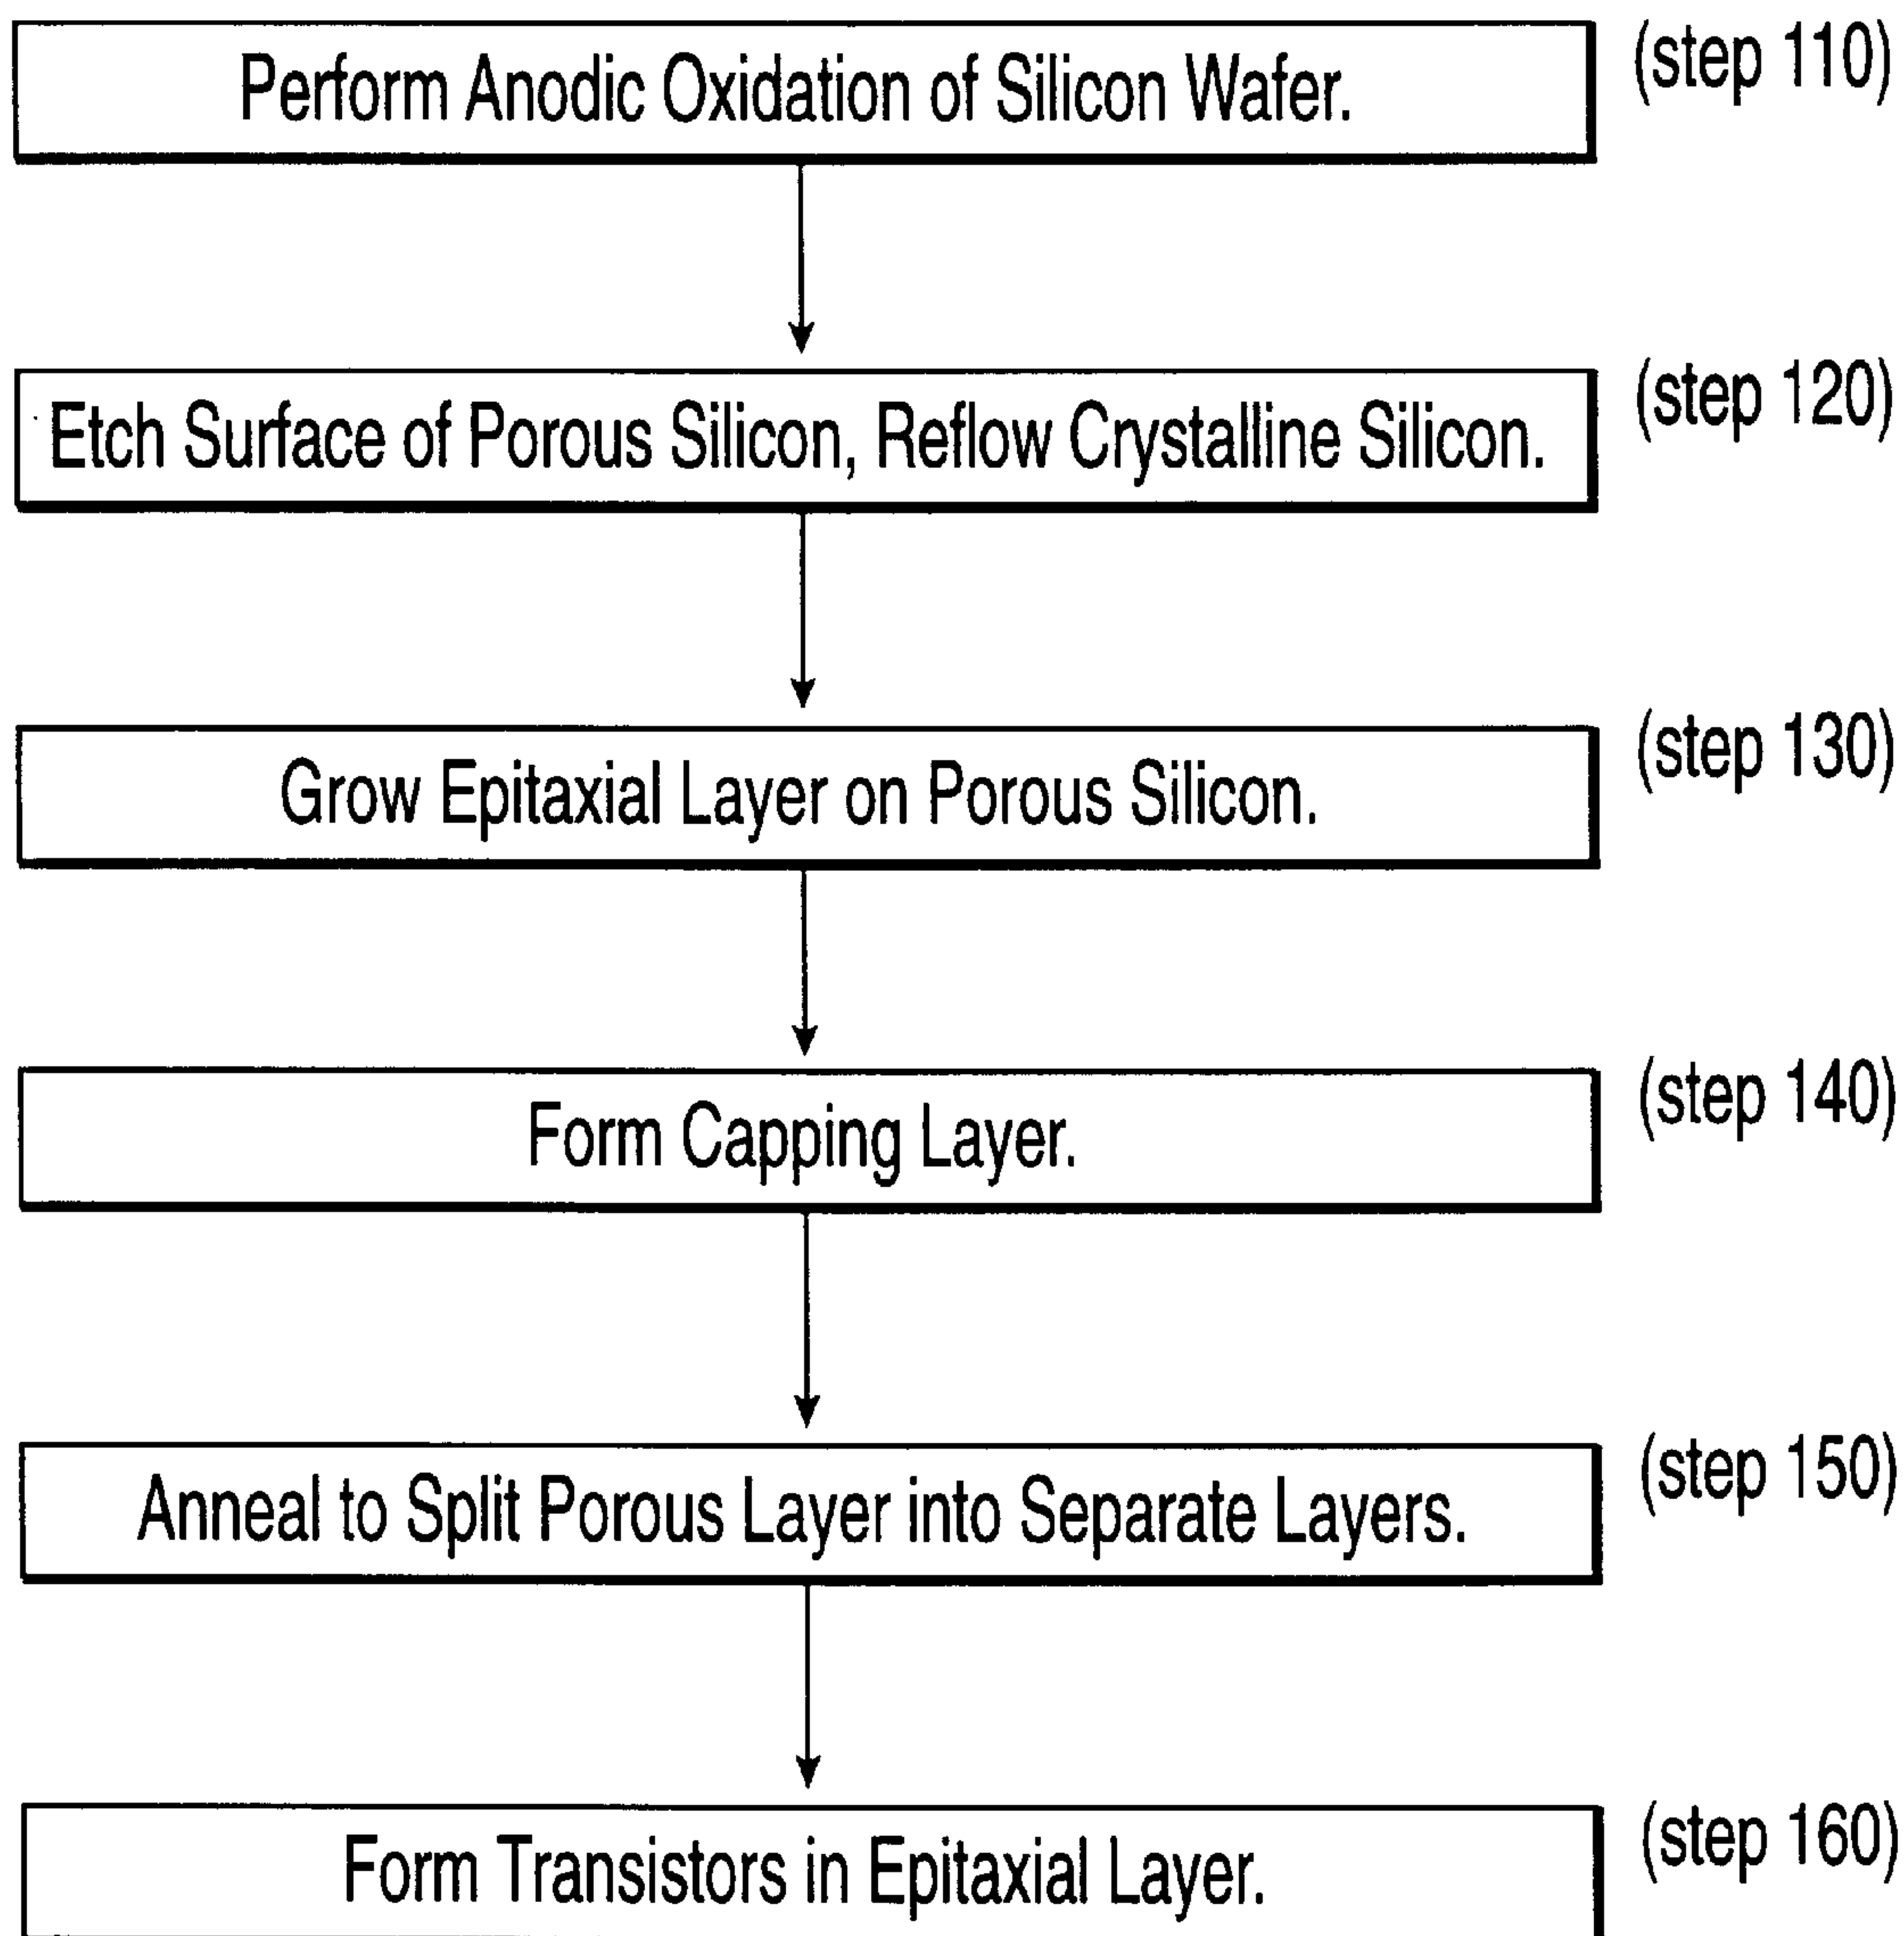 Perform Anodic Oxidation of Silicon Wafer. (step 110)
Etch Surface of Porous Silicon, Reflow Crystalline Silicon. (step 120)
Grow Epitaxial Layer on Porous Silicon. (step 130)
Form Capping Layer. (step 140)
Anneal to Split Porous Layer into Separate Layers. (step 150)
Form Transistors in Epitaxial Layer. (step 160)